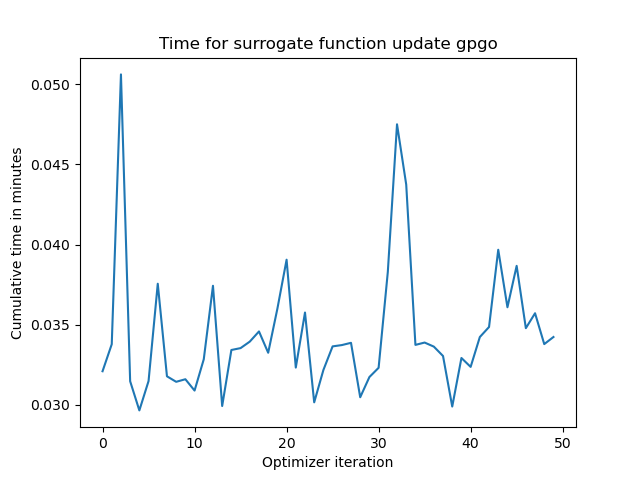 Time for surrogate function update gpgo
Cumulative time in minutes
0.050
0.045
0.040
0.035
0.030
0 10 20 30 40 50
Optimizer iteration